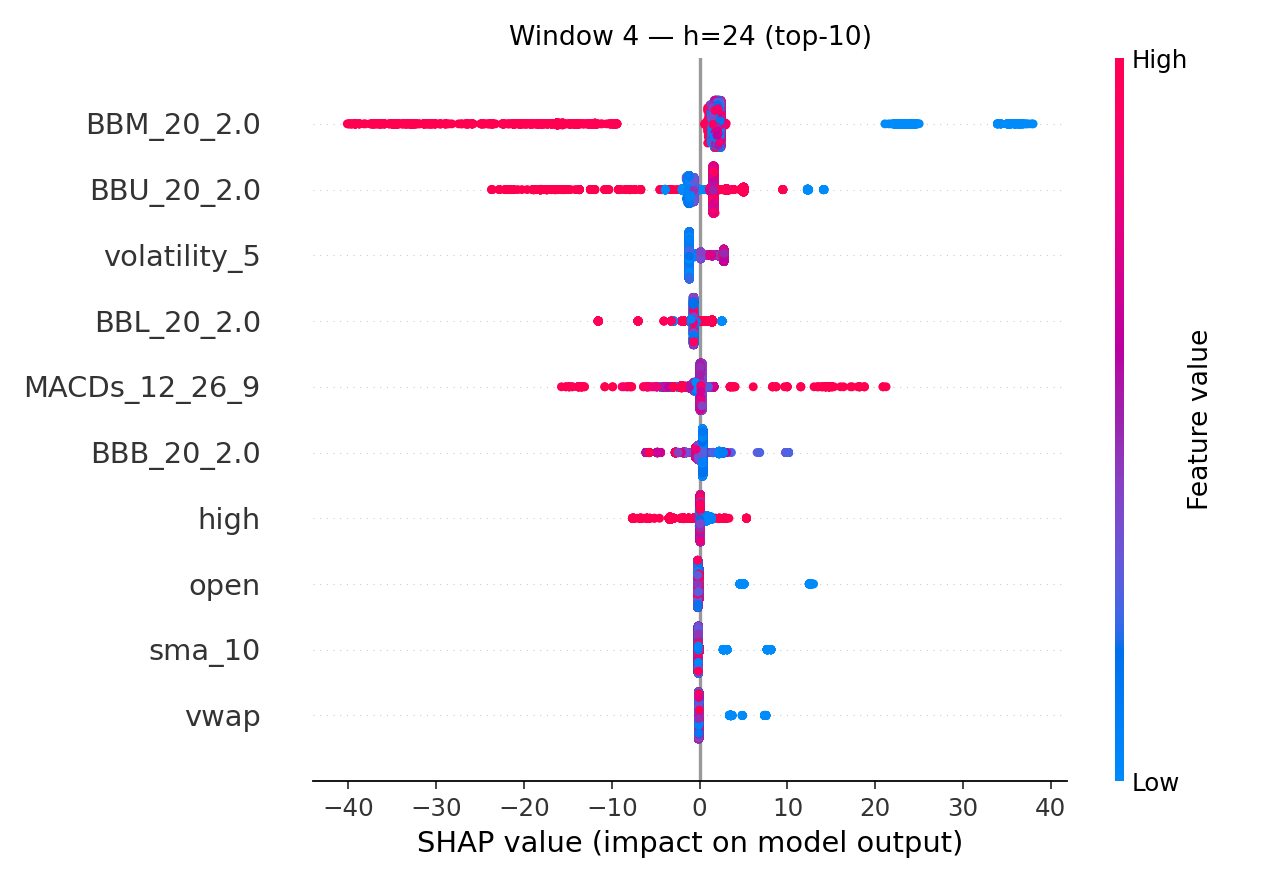 Window 4 — h=24 (top-10)
High
BBM_20_2.0
BBU_20_2.0
volatility_5
BBL_20_2.0
MACDs_12_26_9
BBB_20_2.0
high
open
sma_10
vwap
Feature value
Low
−40 −30 −20 −10 0 10 20 30 40
SHAP value (impact on model output)